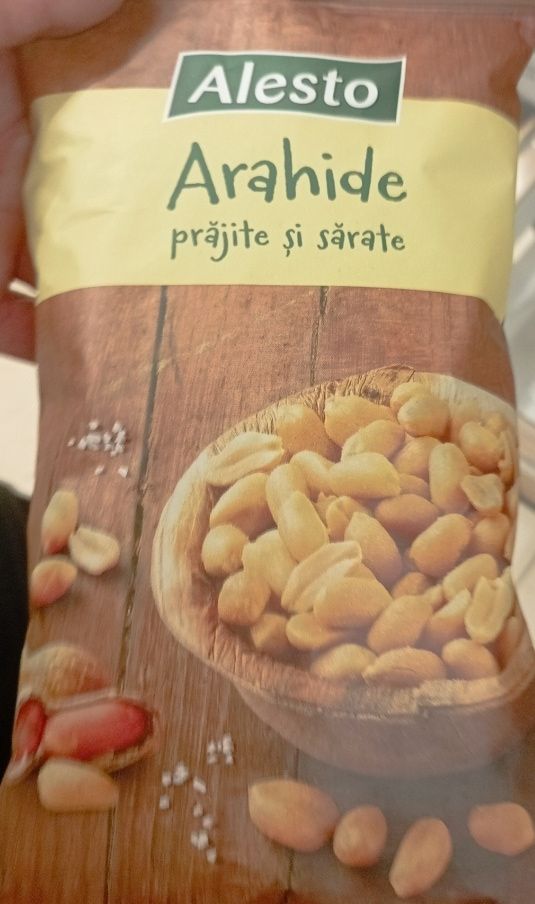 Alesto
Arahide
prăjite și sărate